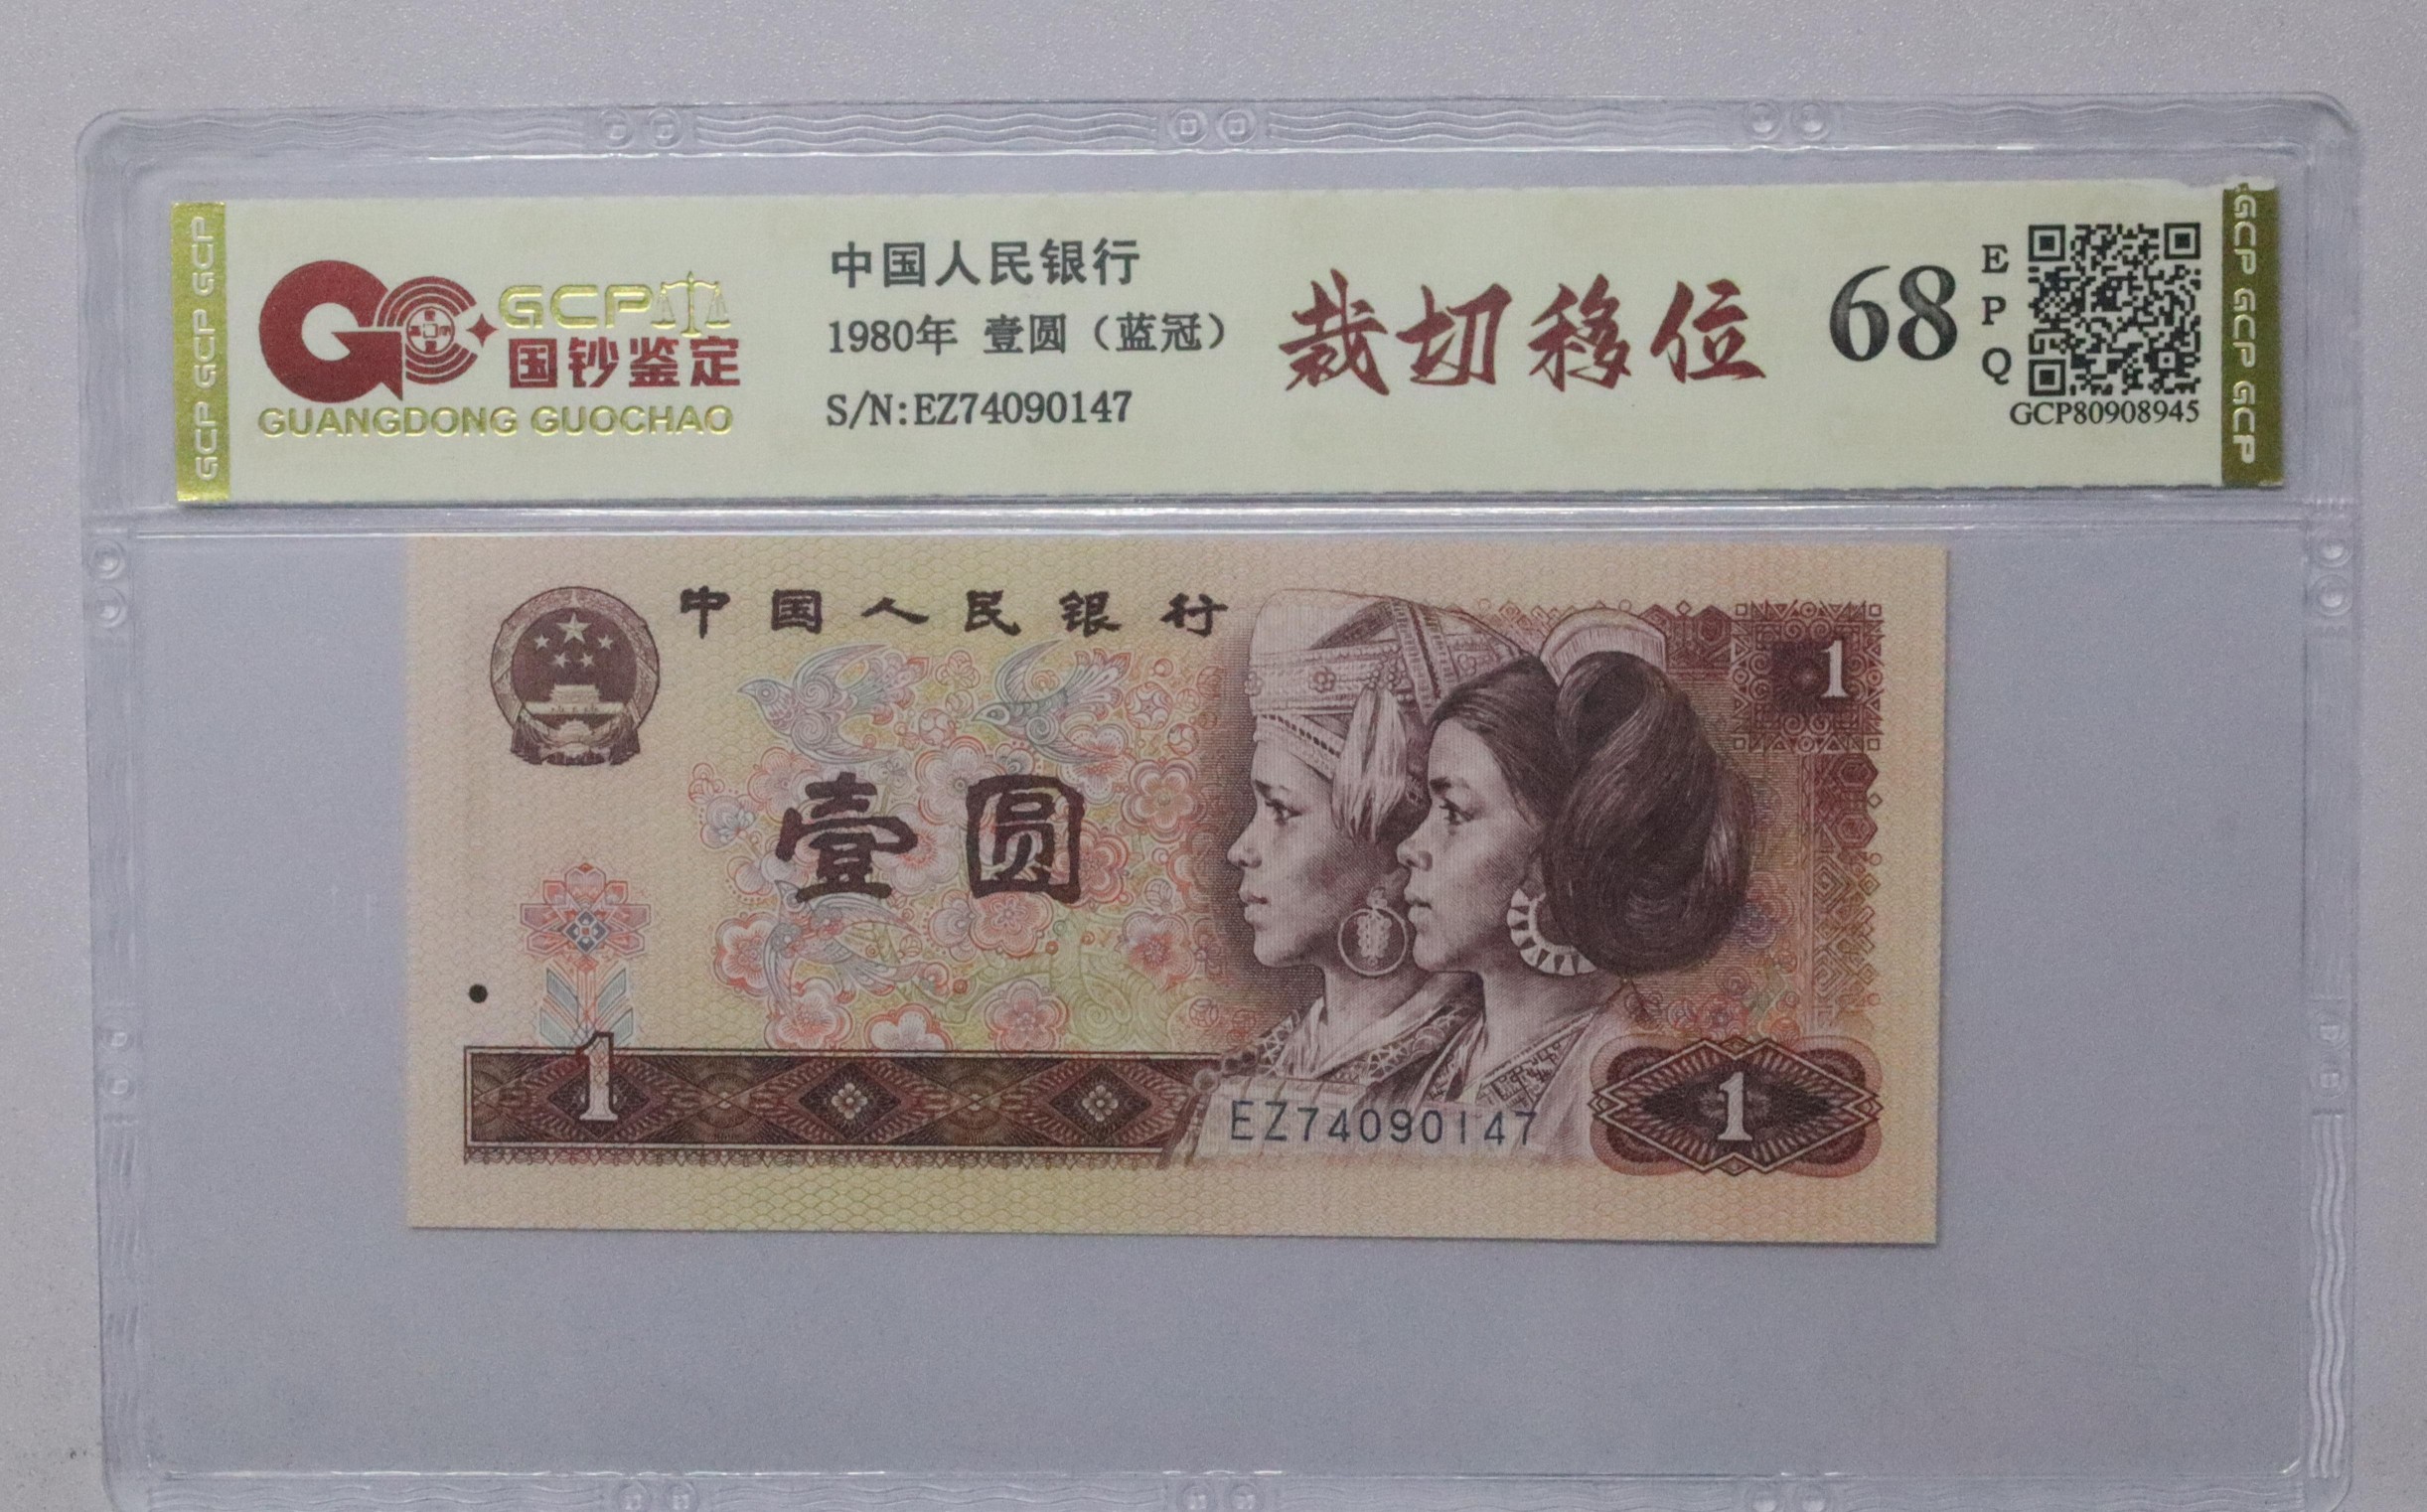 GCP GCP GCP
GCP
国钞鉴定
GUANGDONG GUOCHAO
中国人民银行
1980年 壹圆（蓝冠）
S/N:EZ74090147
裁切移位
68
E
P
Q
GCP80908945
GCP GCP GCP
中国人民银行
壹圆
1
1
EZ74090147
1